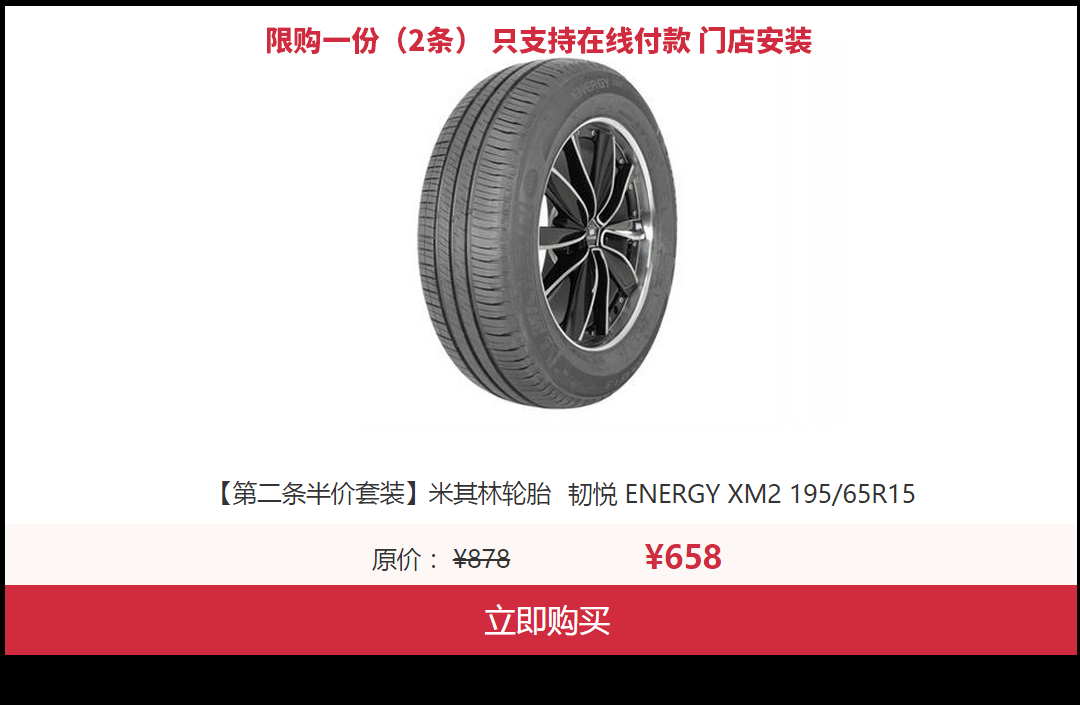 限购一份（2条） 只支持在线付款 门店安装
ENERGY
【第二条半价套装】米其林轮胎 韧悦 ENERGY XM2 195/65R15
原价： ¥878 ¥658
立即购买